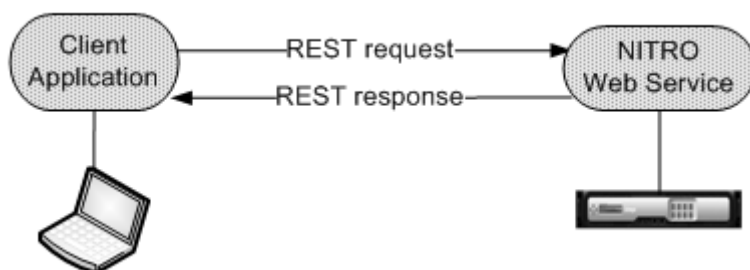 Client
Application
REST request
REST response
NITRO
Web Service